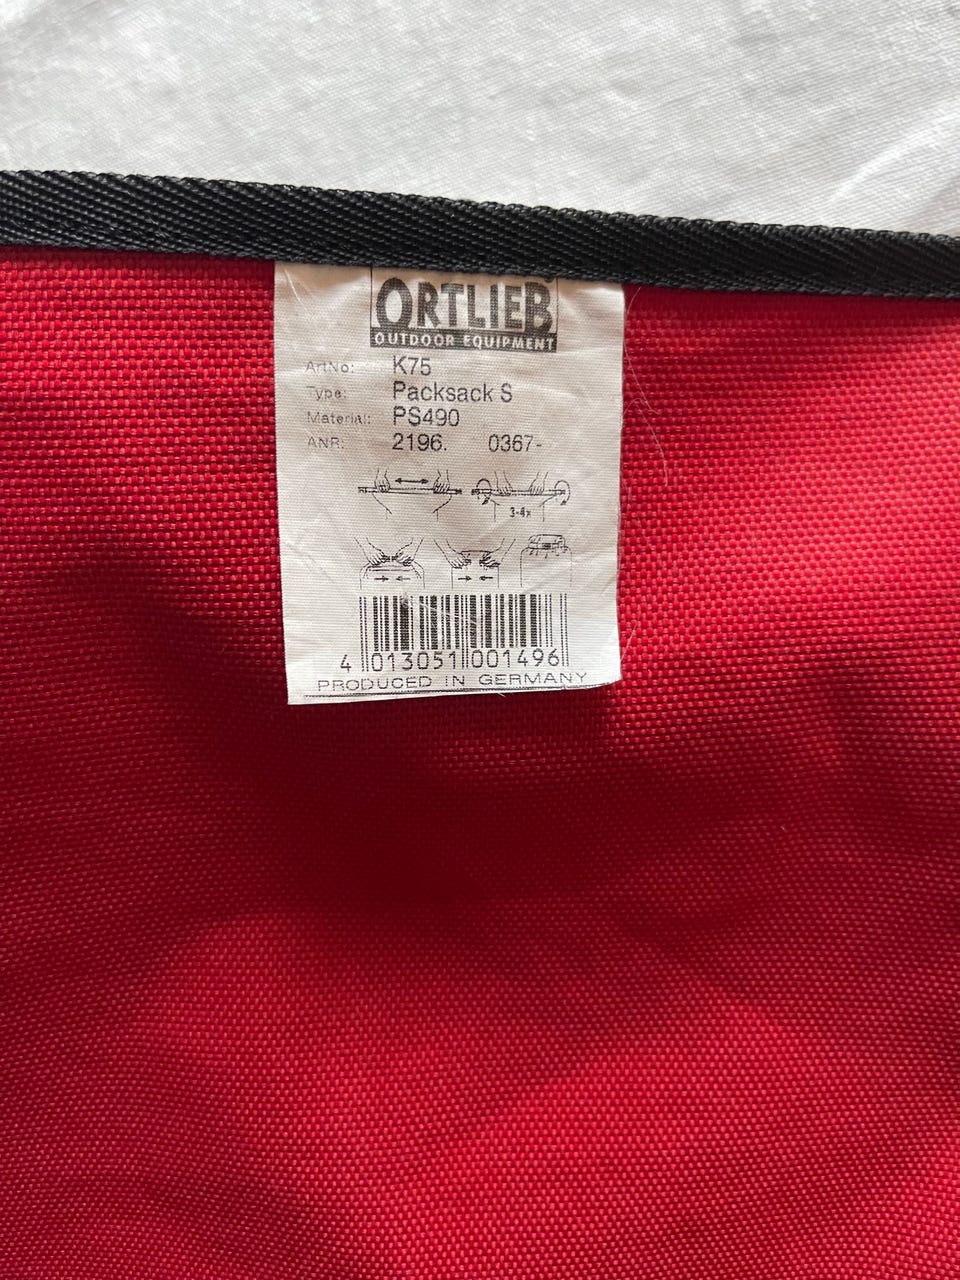 ORTLIEB
OUTDOOR EQUIPMENT
ArtNo: K75
Type: Packsack S
Material: PS490
ANR: 2196. 0367-
3-4x
4 013051 001496
PRODUCED IN GERMANY